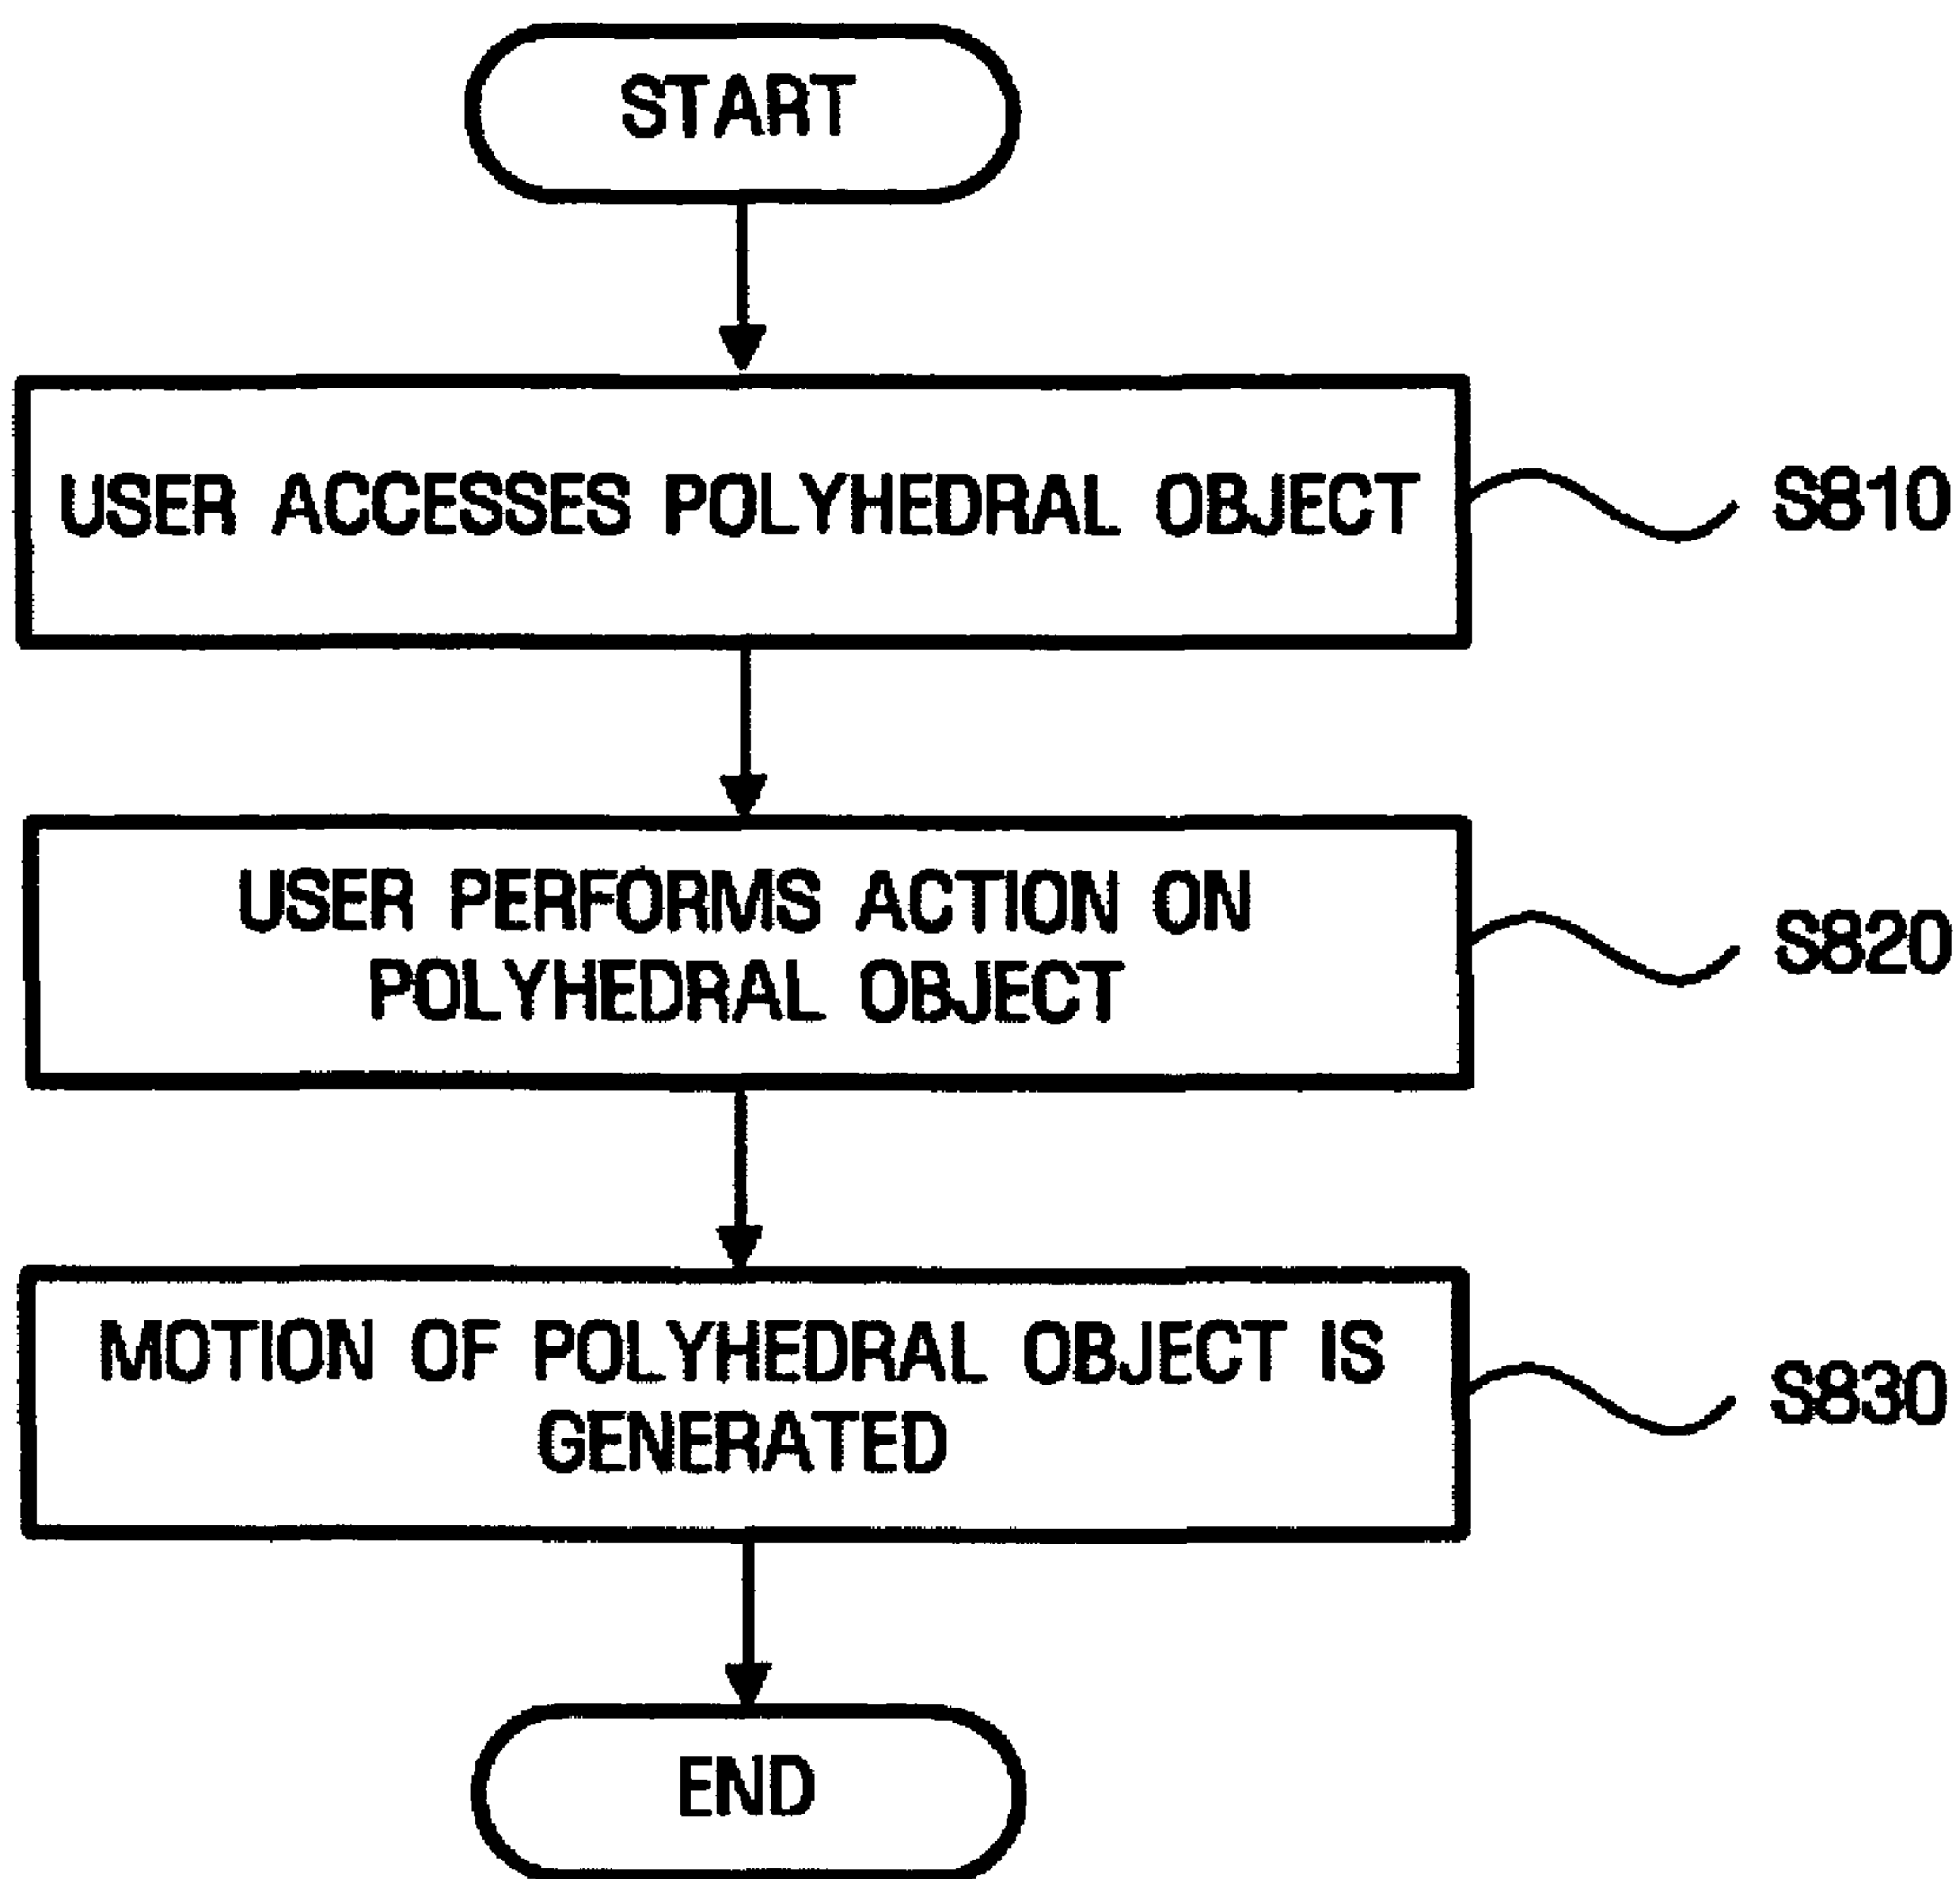 START
USER ACCESSES POLYHEDRAL OBJECT
S810
USER PERFORMS ACTION ON
POLYHEDRAL OBJECT
S820
MOTION OF POLYHEDRAL OBJECT IS
GENERATED
S830
END